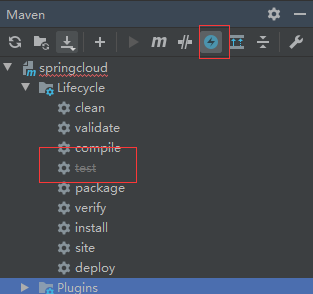 Maven
m
springcloud
Lifecycle
clean
validate
compile
test
package
verify
install
site
deploy
Plugins